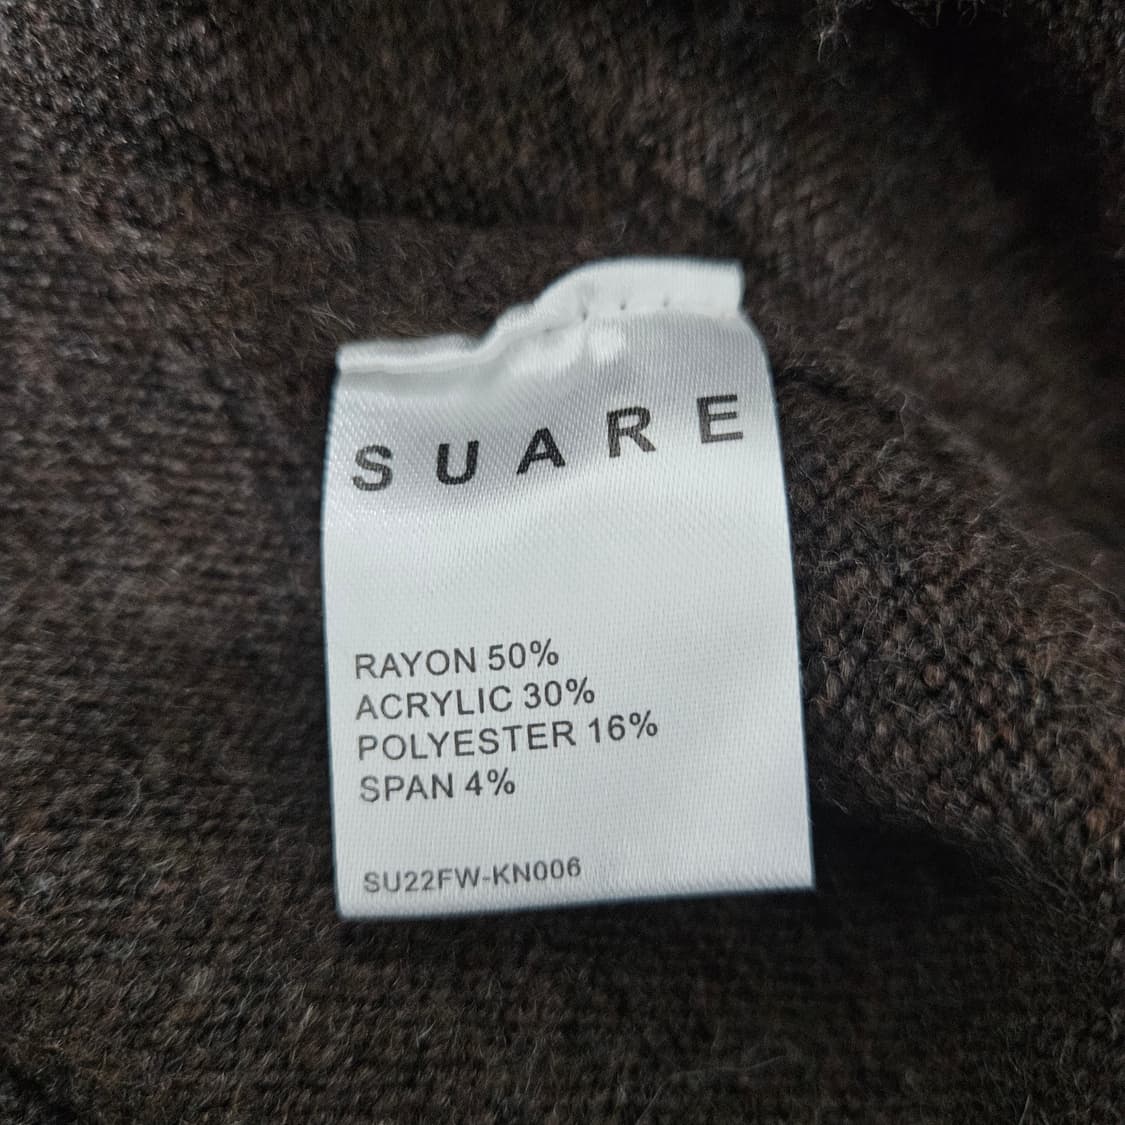 SUARE
RAYON 50%
ACRYLIC 30%
POLYESTER 16%
SPAN 4%
SU22FW-KN006